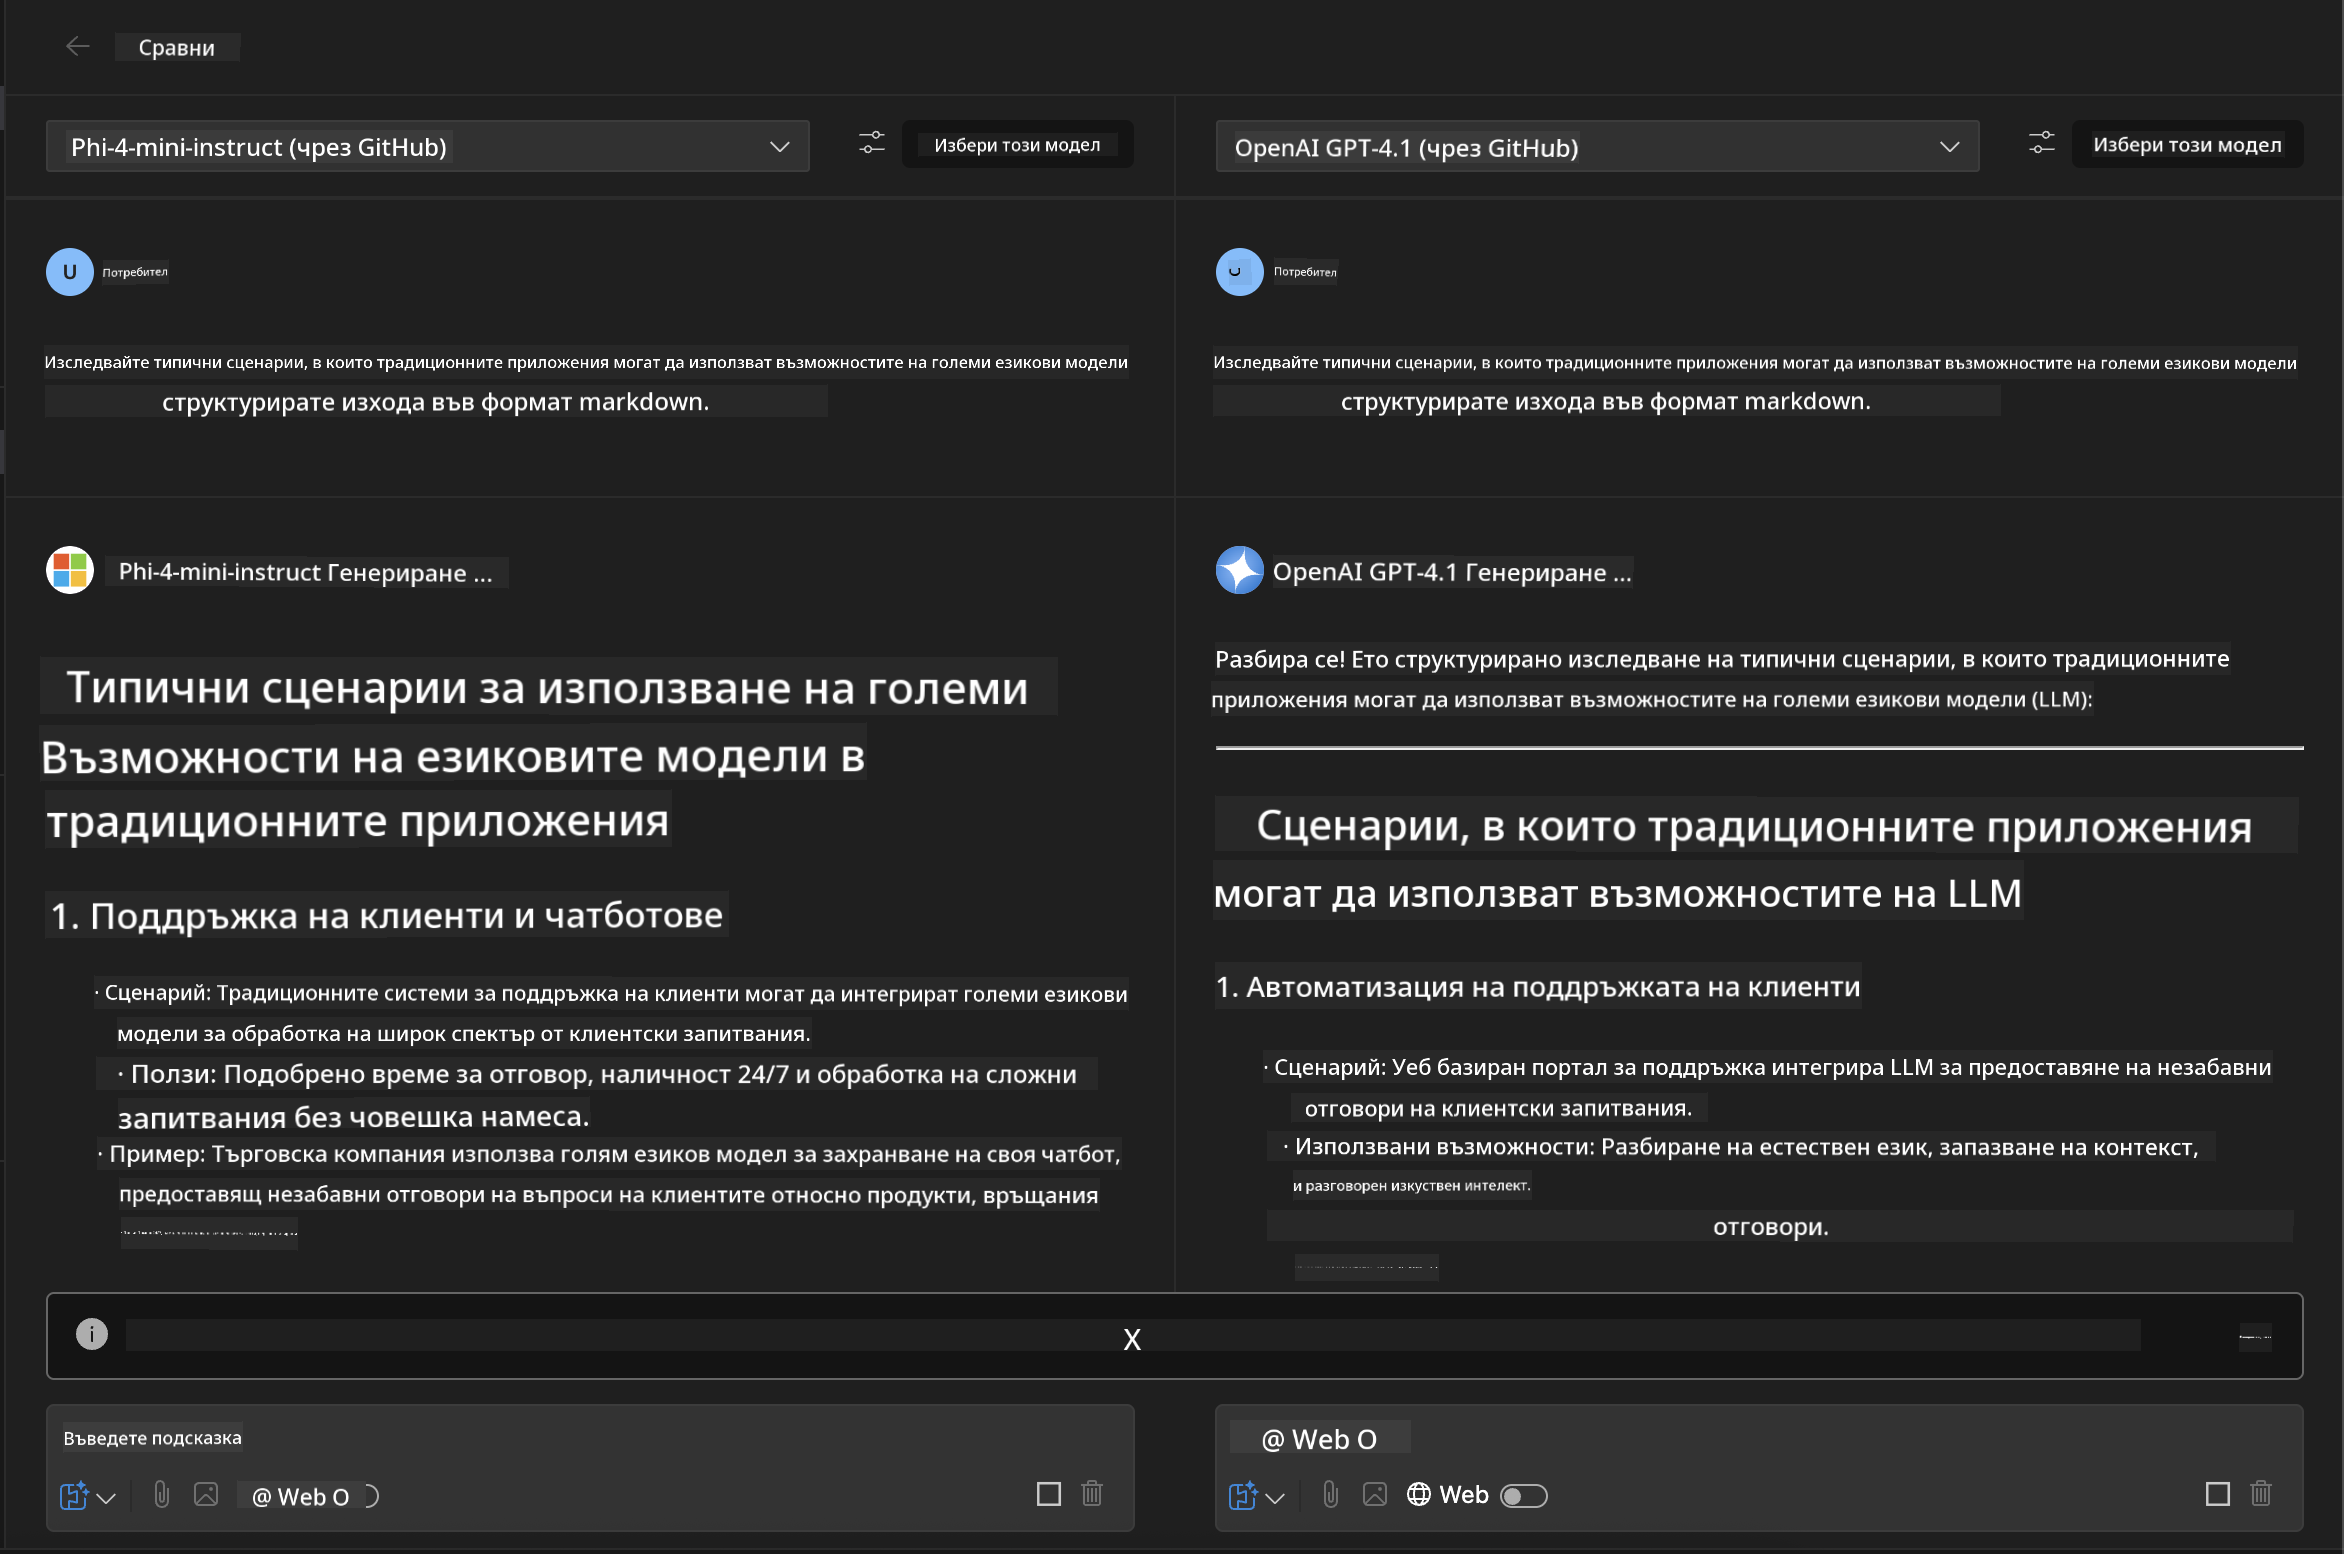 Сравни
Phi-4-mini-instruct (чрез GitHub)
Избери този модел
OpenAI GPT-4.1 (чрез GitHub)
Избери този модел
U
Потребител
Изследвайте типични сценарии, в които традиционните приложения могат да използват възможностите на големи езикови модели
структурирате изхода във формат markdown.
Phi-4-mini-instruct Генериране ...
Типични сценарии за използване на големи
Възможности на езиковите модели в
традиционните приложения
1. Поддръжка на клиенти и чатботове
· Сценарий: Традиционните системи за поддръжка на клиенти могат да интегрират големи езикови
модели за обработка на широк спектър от клиентски запитвания.
· Ползи: Подобрено време за отговор, наличност 24/7 и обработка на сложни
запитвания без човешка намеса.
· Пример: Търговска компания използва голям езиков модел за захранване на своя чатбот,
предоставящ незабавни отговори на въпроси на клиентите относно продукти, връщания
Потребител
Изследвайте типични сценарии, в които традиционните приложения могат да използват възможностите на големи езикови модели
структурирате изхода във формат markdown.
OpenAI GPT-4.1 Генериране ...
Разбира се! Ето структурирано изследване на типични сценарии, в които традиционните
приложения могат да използват възможностите на големи езикови модели (LLM):
Сценарии, в които традиционните приложения
могат да използват възможностите на LLM
1. Автоматизация на поддръжката на клиенти
· Сценарий: Уеб базиран портал за поддръжка интегрира LLM за предоставяне на незабавни
отговори на клиентски запитвания.
· Използвани възможности: Разбиране на естествен език, запазване на контекст,
и разговорен изкуствен интелект.
отговори.
X
Въведете подсказка
@ Web O
@ Web O
Web